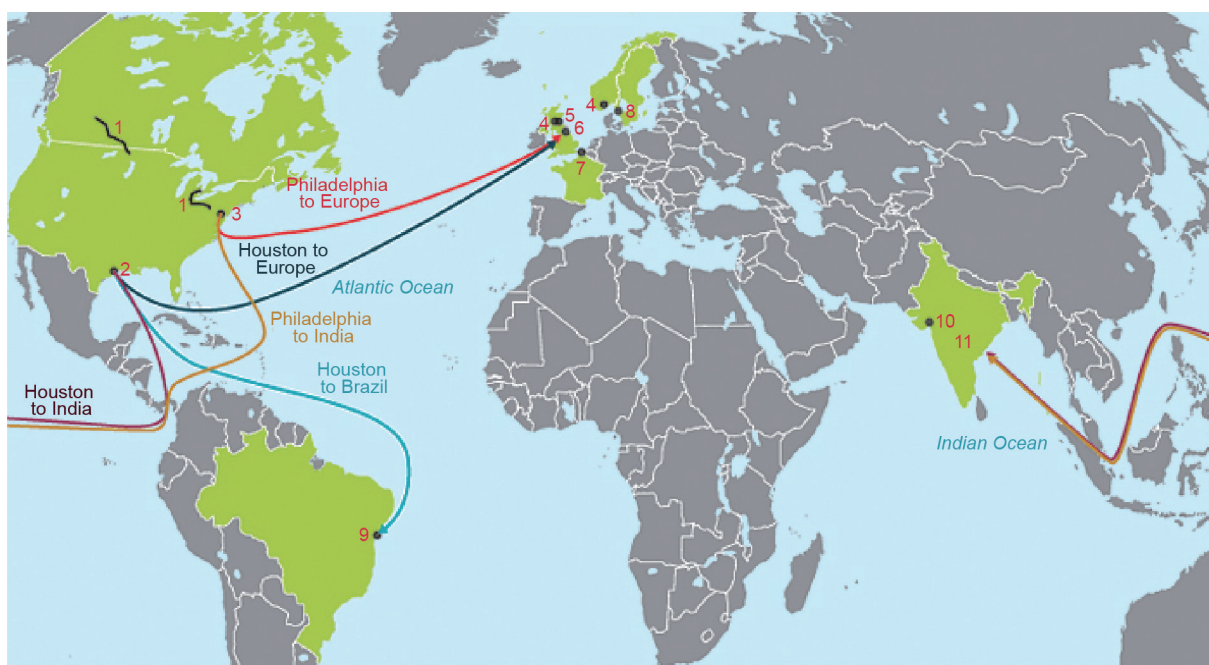 1
1
2
3
4
4
5
6
7
8
Philadelphia
to Europe
Houston to
Europe
Atlantic Ocean
Philadelphia
to India
Houston
to Brazil
Houston
to India
9
10
11
Indian Ocean